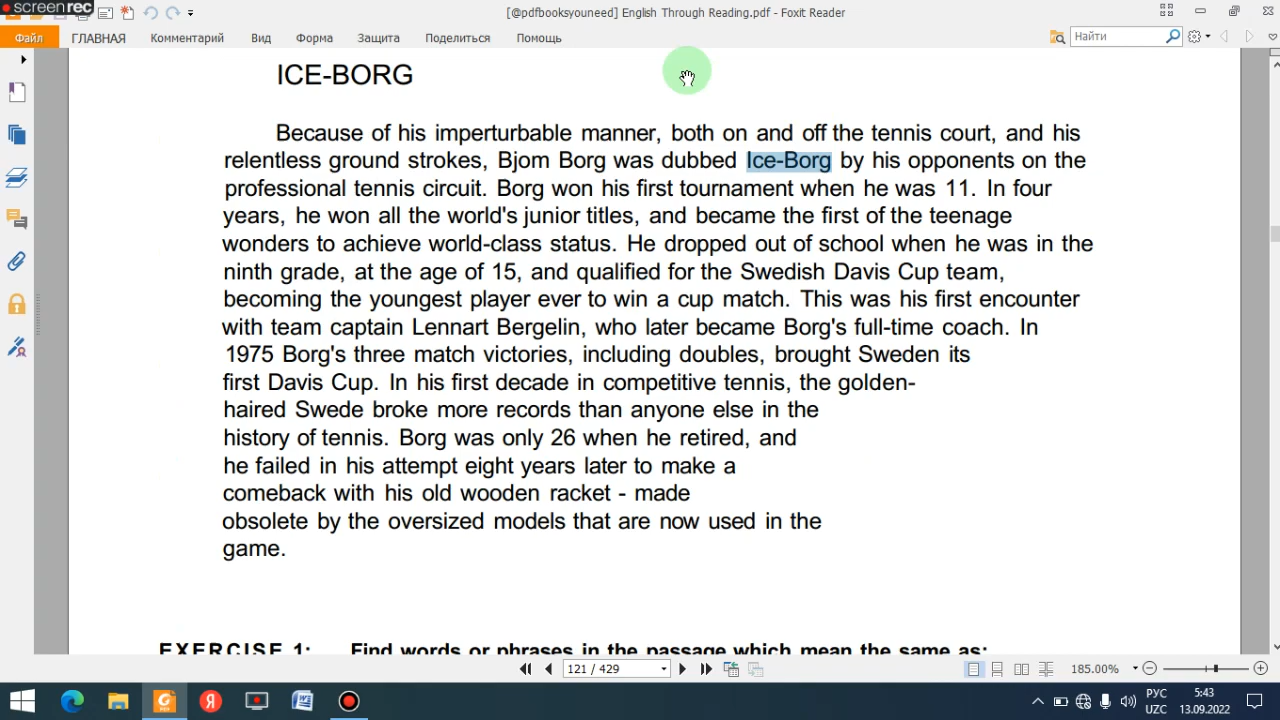 screenrec
[@pdfbooksyouneed] English Through Reading.pdf - Foxit Reader
Файл ГЛАВНАЯ Комментарий Вид Форма Защита Поделиться Помощь Найти
ICE-BORG
Because of his imperturbable manner, both on and off the tennis court, and his
relentless ground strokes, Bjom Borg was dubbed Ice-Borg by his opponents on the
professional tennis circuit. Borg won his first tournament when he was 11. In four
years, he won all the world's junior titles, and became the first of the teenage
wonders to achieve world-class status. He dropped out of school when he was in the
ninth grade, at the age of 15, and qualified for the Swedish Davis Cup team,
becoming the youngest player ever to win a cup match. This was his first encounter
with team captain Lennart Bergelin, who later became Borg's full-time coach. In
1975 Borg's three match victories, including doubles, brought Sweden its
first Davis Cup. In his first decade in competitive tennis, the golden-
haired Swede broke more records than anyone else in the
history of tennis. Borg was only 26 when he retired, and
he failed in his attempt eight years later to make a
comeback with his old wooden racket - made
obsolete by the oversized models that are now used in the
game.
EXERCISE 1: Find words or phrases in the passage which mean the same as:
121 / 429 185.00%
РУС 5:43
UZC 13.09.2022